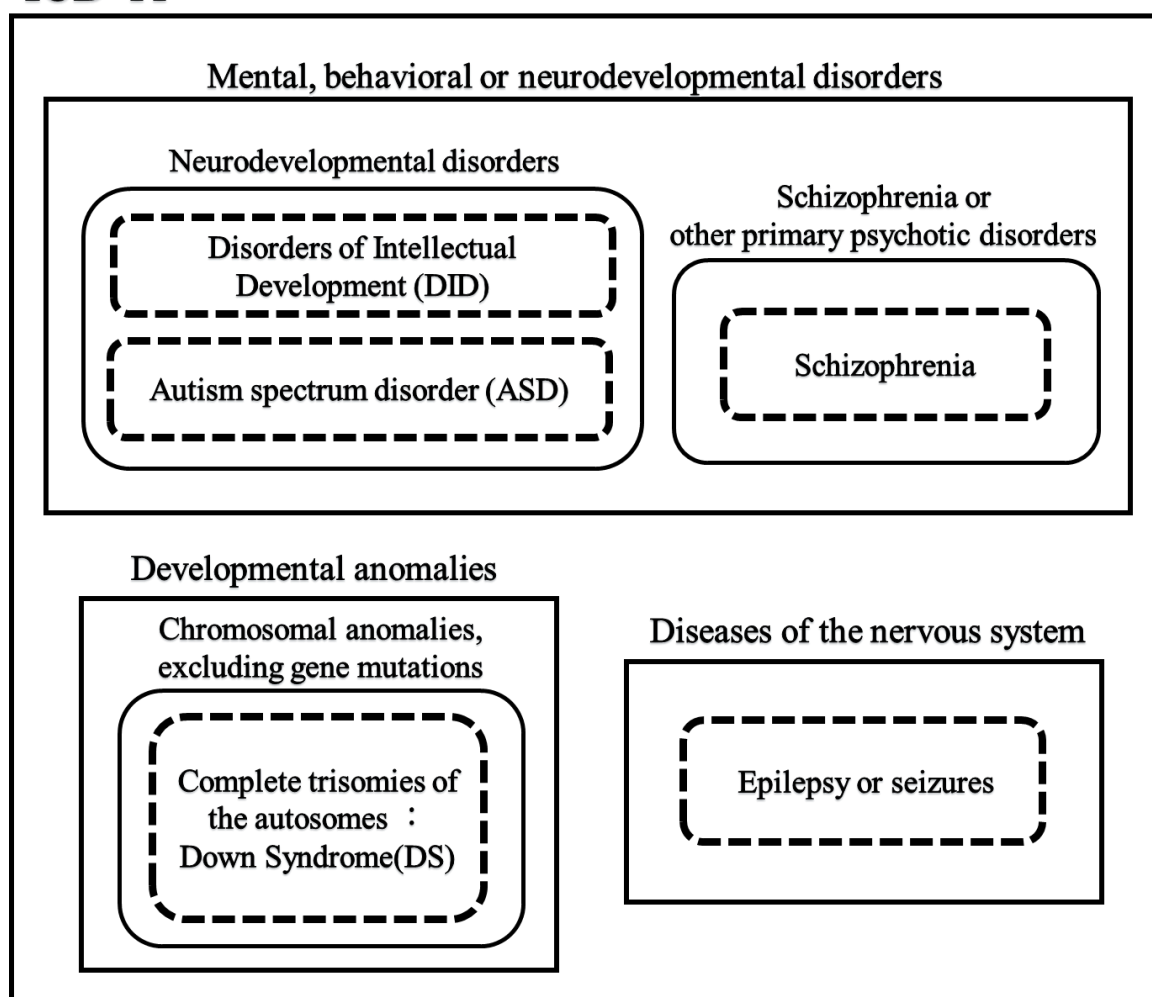 Mental, behavioral or neurodevelopmental disorders
Neurodevelopmental disorders
Disorders of Intellectual
Development (DID)
Autism spectrum disorder (ASD)
Schizophrenia or
other primary psychotic disorders
Schizophrenia
Developmental anomalies
Chromosomal anomalies,
excluding gene mutations
Complete trisomies of
the autosomes ：
Down Syndrome(DS)
Diseases of the nervous system
Epilepsy or seizures